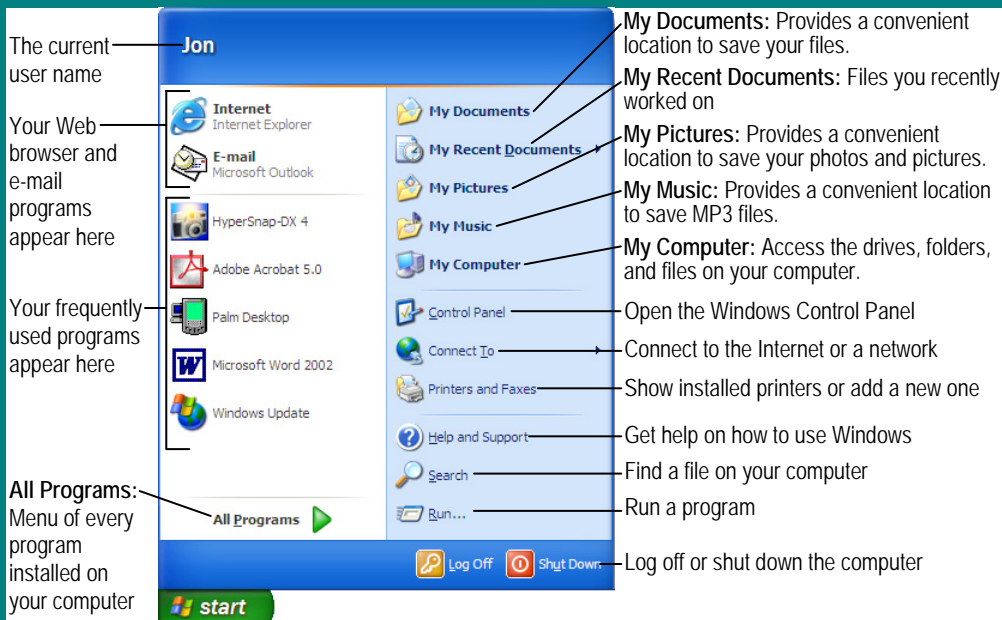 The current
user name
Your Web
browser and
e-mail
programs
appear here
Your frequently
used programs
appear here
All Programs:
Menu of every
program
installed on
your computer
Jon
Internet
Internet Explorer
E-mail
Microsoft Outlook
HyperSnap-DX 4
Adobe Acrobat 5.0
Palm Desktop
Microsoft Word 2002
Windows Update
All Programs
My Documents
My Recent Documents
My Pictures
My Music
My Computer
Control Panel
Connect To
Printers and Faxes
Help and Support
Search
Run...
Log Off
Shut Down
start
My Documents: Provides a convenient
location to save your files.
My Recent Documents: Files you recently
worked on
My Pictures: Provides a convenient
location to save your photos and pictures.
My Music: Provides a convenient location
to save MP3 files.
My Computer: Access the drives, folders,
and files on your computer.
Open the Windows Control Panel
Connect to the Internet or a network
Show installed printers or add a new one
Get help on how to use Windows
Find a file on your computer
Run a program
Log off or shut down the computer